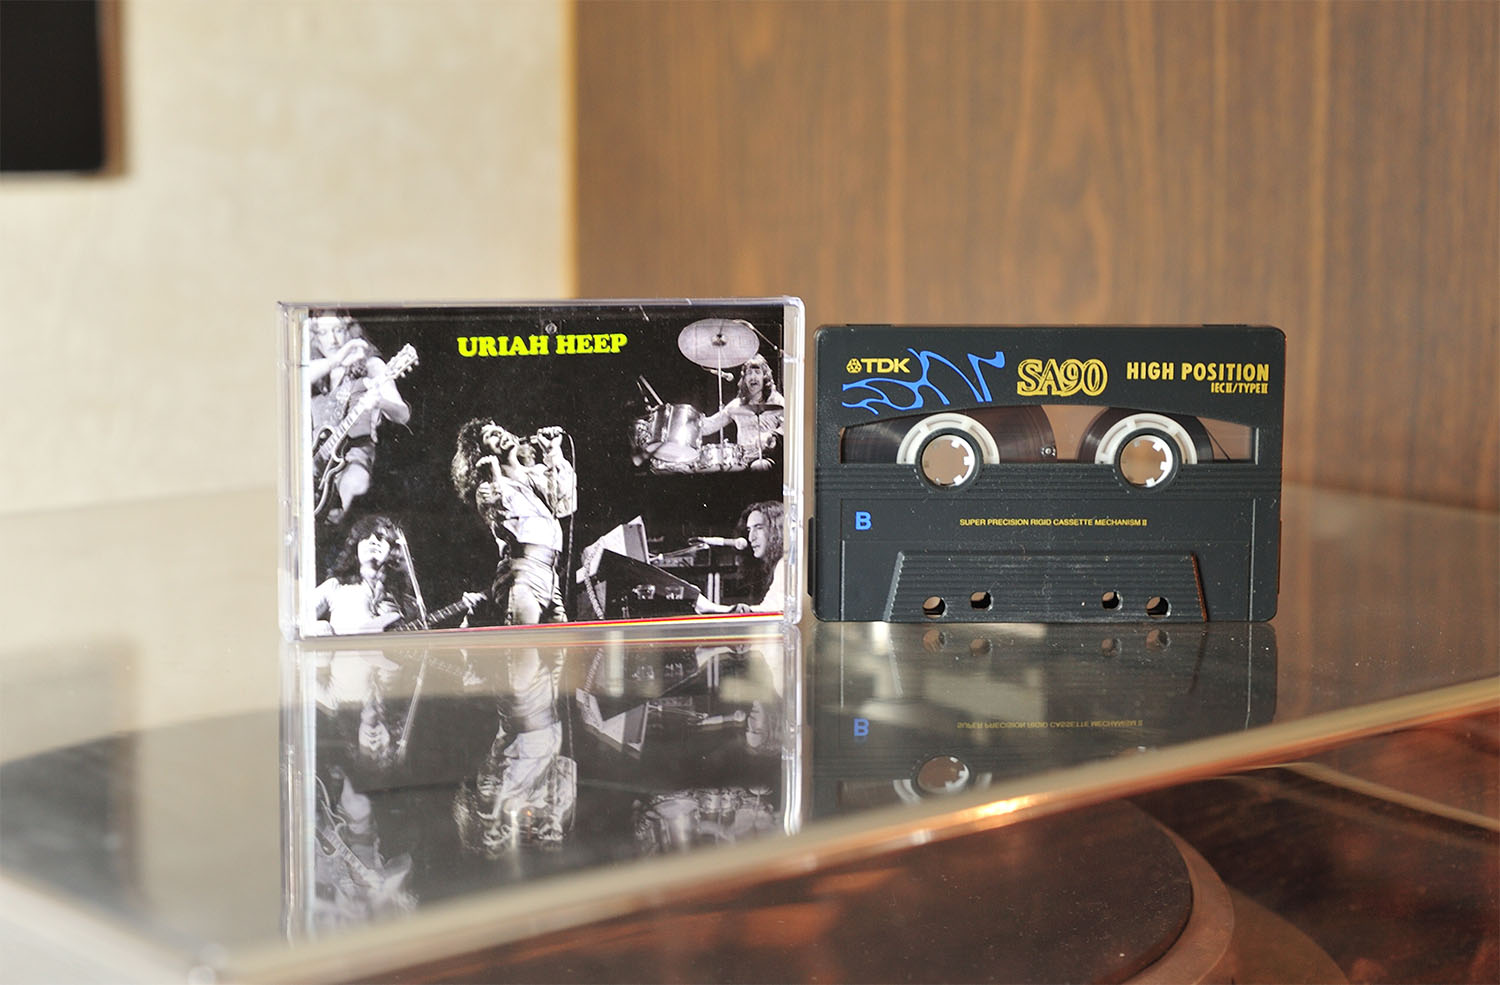 URIAH HEEP
TDK
SA90
HIGH POSITION
IEC II/TYPE II
B
SUPER PRECISION RIGID CASSETTE MECHANISM II